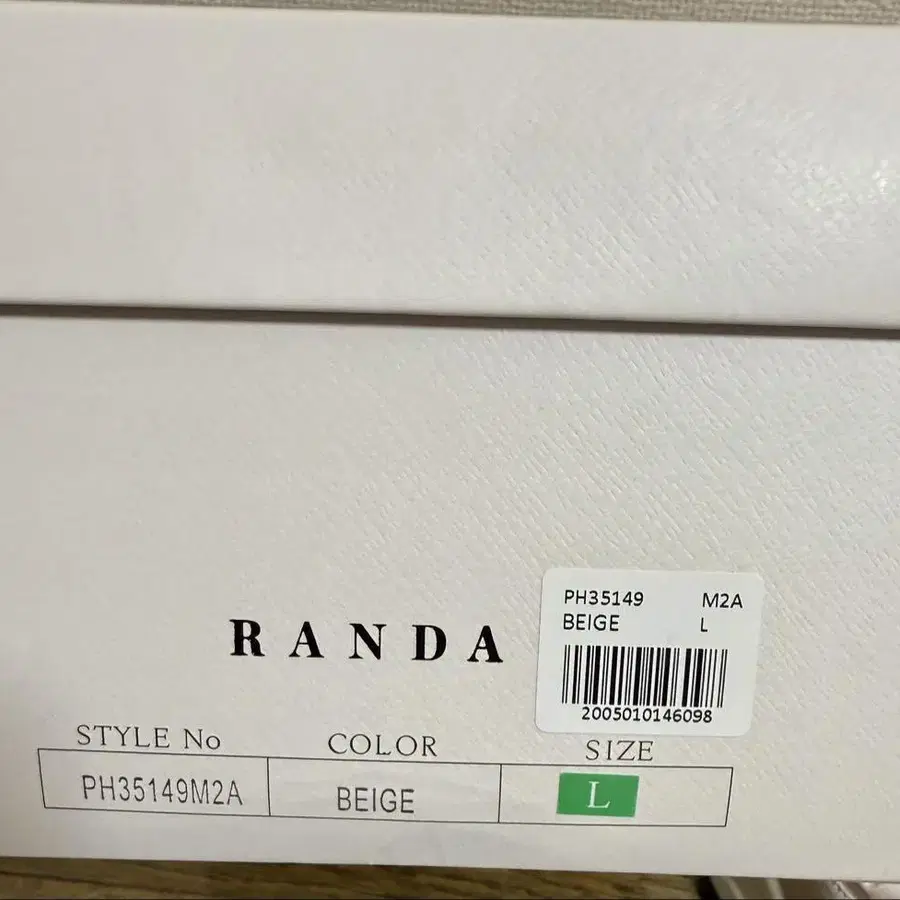 PH35149 M2A
BEIGE L
2005010146098
RANDA
STYLE No COLOR SIZE
PH35149M2A BEIGE L